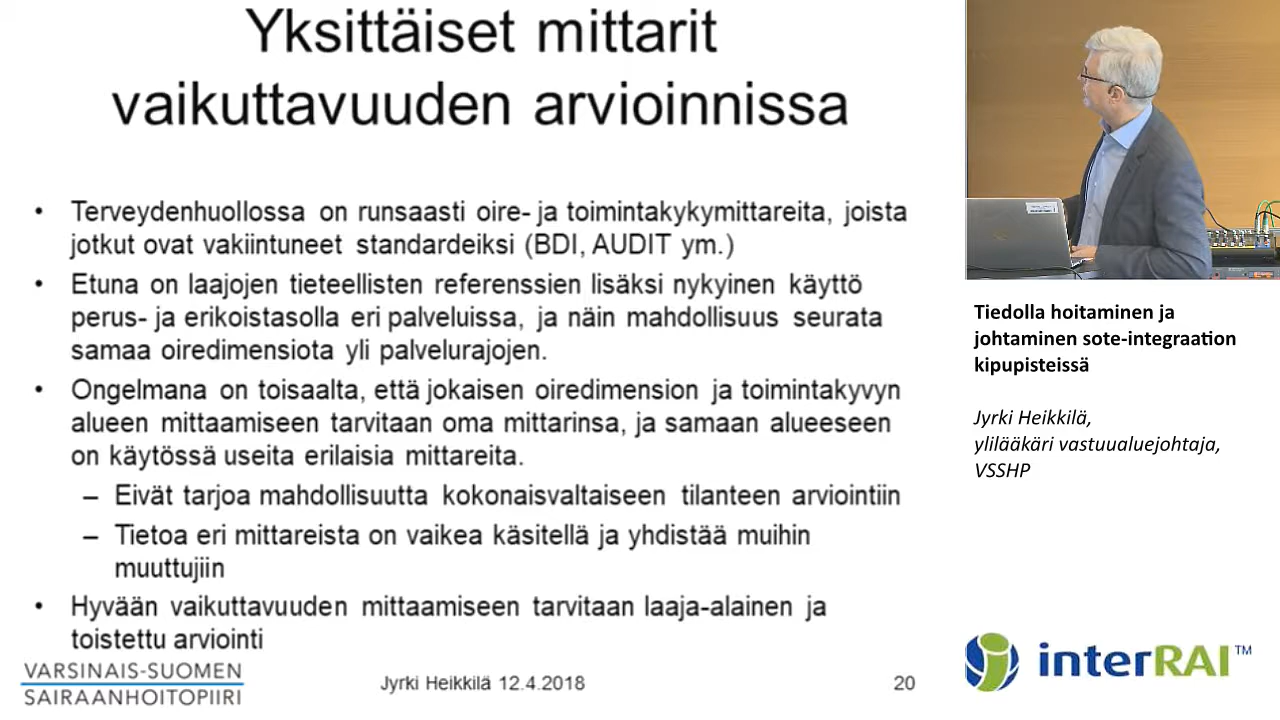 Yksittäiset mittarit
vaikuttavuuden arvioinnissa
• Terveydenhuollossa on runsaasti oire- ja toimintakykymittareita, joista
jotkut ovat vakiintuneet standardeiksi (BDI, AUDIT ym.)
• Etuna on laajojen tieteellisten referenssien lisäksi nykyinen käyttö
perus- ja erikoistasolla eri palveluissa, ja näin mahdollisuus seurata
samaa oiredimensiota yli palvelurajojen.
• Ongelmana on toisaalta, että jokaisen oiredimension ja toimintakyvyn
alueen mittaamiseen tarvitaan oma mittarinsa, ja samaan alueeseen
on käytössä useita erilaisia mittareita.
– Eivät tarjoa mahdollisuutta kokonaisvaltaiseen tilanteen arviointiin
– Tietoa eri mittareista on vaikea käsitellä ja yhdistää muihin
muuttujiin
• Hyvään vaikuttavuuden mittaamiseen tarvitaan laaja-alainen ja
toistettu arviointi
VARSINAIS-SUOMEN
SAIRAANHOITOPIIRI
Jyrki Heikkilä 12.4.2018
20
Tiedolla hoitaminen ja
johtaminen sote-integraation
kipupisteissä
Jyrki Heikkilä,
ylilääkäri vastuualuejohtaja,
VSSHP
interRAI™